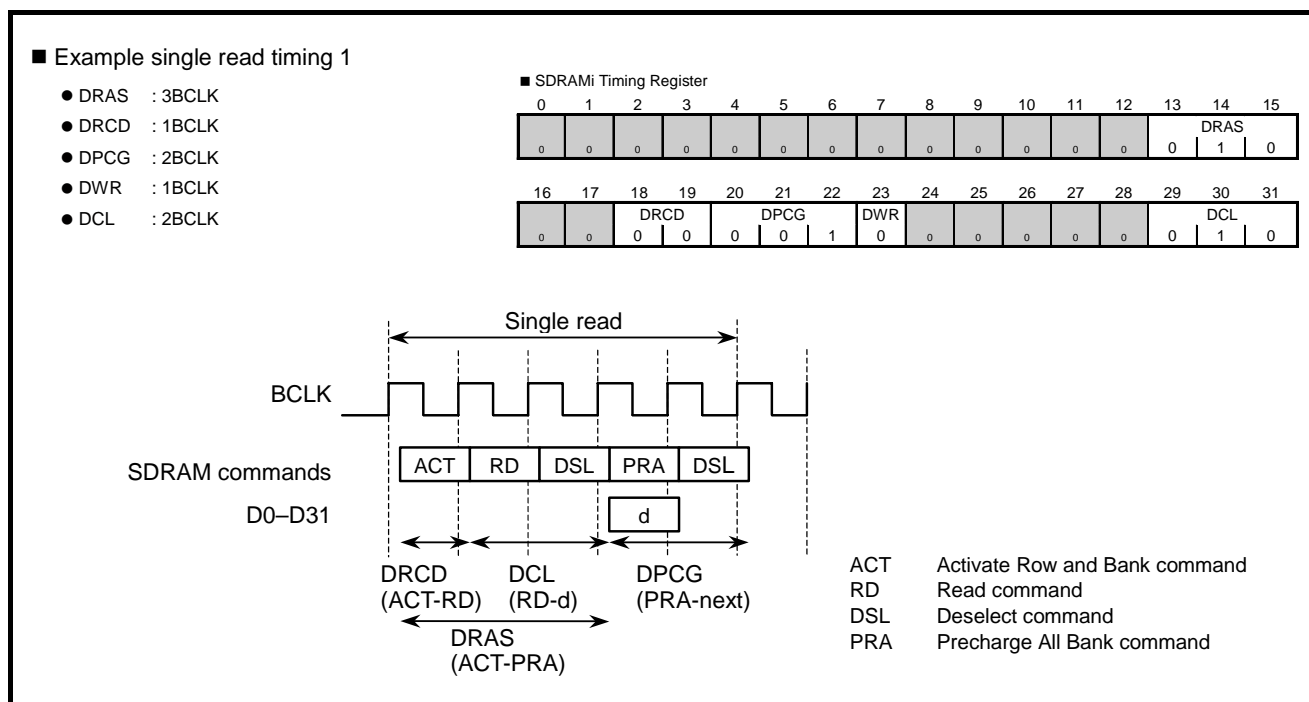 ■ Example single read timing 1
● DRAS : 3BCLK
● DRCD : 1BCLK
● DPCG : 2BCLK
● DWR : 1BCLK
● DCL : 2BCLK
■ SDRAMi Timing Register
0 1 2 3 4 5 6 7 8 9 10 11 12 13 14 15
DRAS
0 0 0 0 0 0 0 0 0 0 0 0 0 0 1 0
16 17 18 19 20 21 22 23 24 25 26 27 28 29 30 31
DRCD DPCG DWR DCL
0 0 0 0 0 0 1 0 0 0 0 0 0 0 1 0
Single read
BCLK
SDRAM commands ACT RD DSL PRA DSL
D0–D31 d
DRCD DCL DPCG
(ACT-RD) (RD-d) (PRA-next)
DRAS
(ACT-PRA)
ACT Activate Row and Bank command
RD Read command
DSL Deselect command
PRA Precharge All Bank command